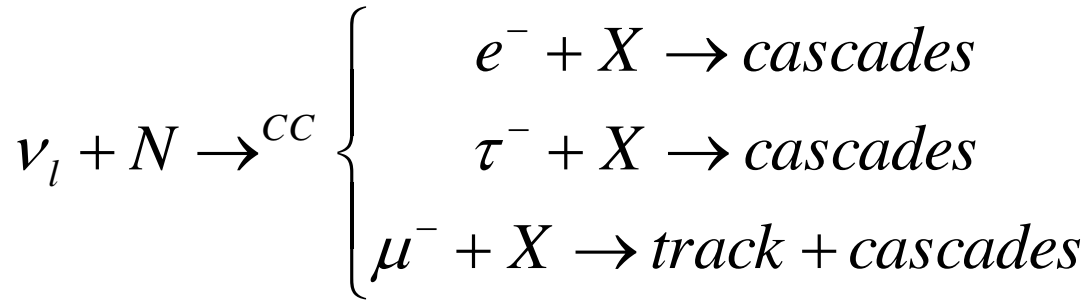 e⁻ + X → cascades
ν_l + N →^CC { τ⁻ + X → cascades
μ⁻ + X → track + cascades